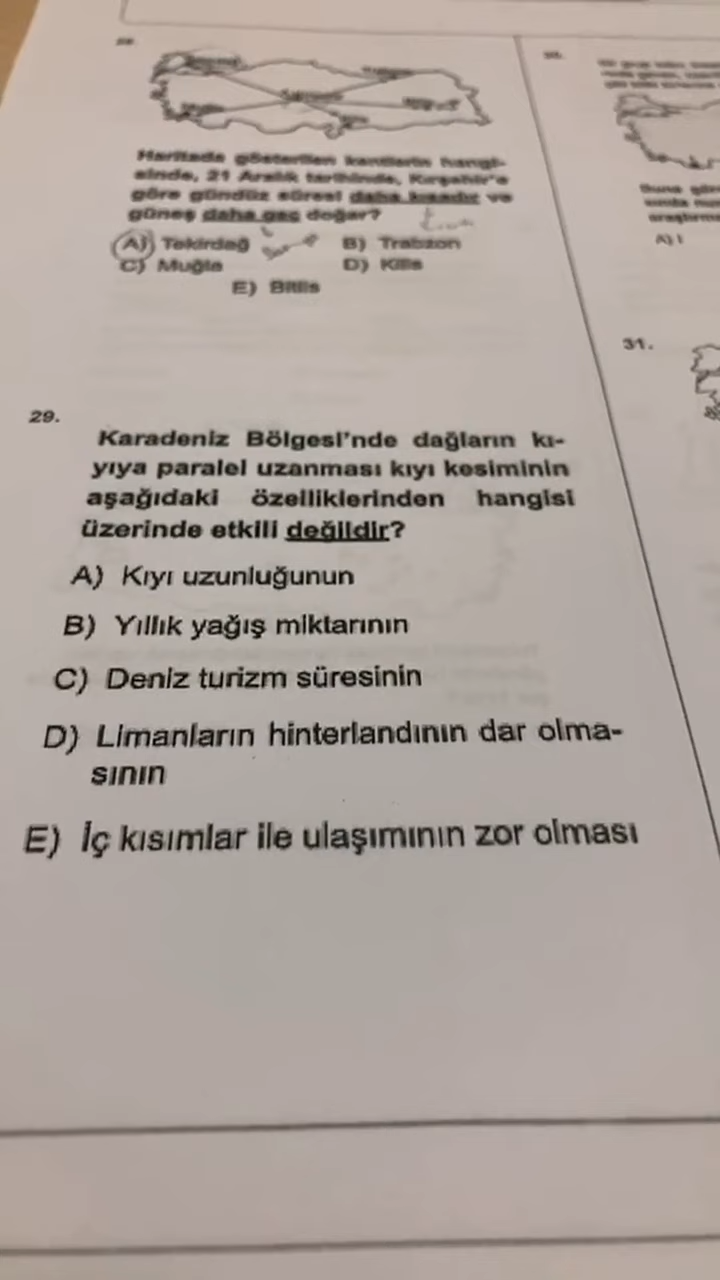 Haritada gösterilen kentlerin hangi-
sinde, 21 Aralık tarihinde, Kırşehir'e
göre gündüz süresi daha kısadır ve
güneş daha geç doğar?
A) Tekirdağ B) Trabzon
C) Muğla D) Kilis
E) Bitlis
29.
Karadeniz Bölgesi'nde dağların kı-
yıya paralel uzanması kıyı kesiminin
aşağıdaki özelliklerinden hangisi
üzerinde etkili değildir?
A) Kıyı uzunluğunun
B) Yıllık yağış miktarının
C) Deniz turizm süresinin
D) Limanların hinterlandının dar olma-
sının
E) İç kısımlar ile ulaşımının zor olması
A) I
31.